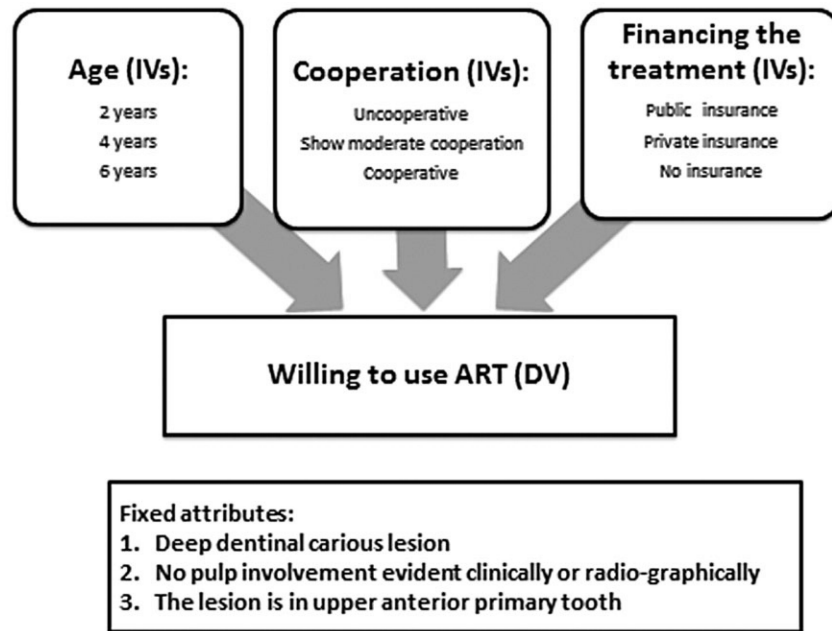 Age (IVs):
2 years
4 years
6 years
Cooperation (IVs):
Uncooperative
Show moderate cooperation
Cooperative
Financing the
treatment (IVs):
Public insurance
Private insurance
No insurance
Willing to use ART (DV)
Fixed attributes:
1. Deep dentinal carious lesion
2. No pulp involvement evident clinically or radio-graphically
3. The lesion is in upper anterior primary tooth